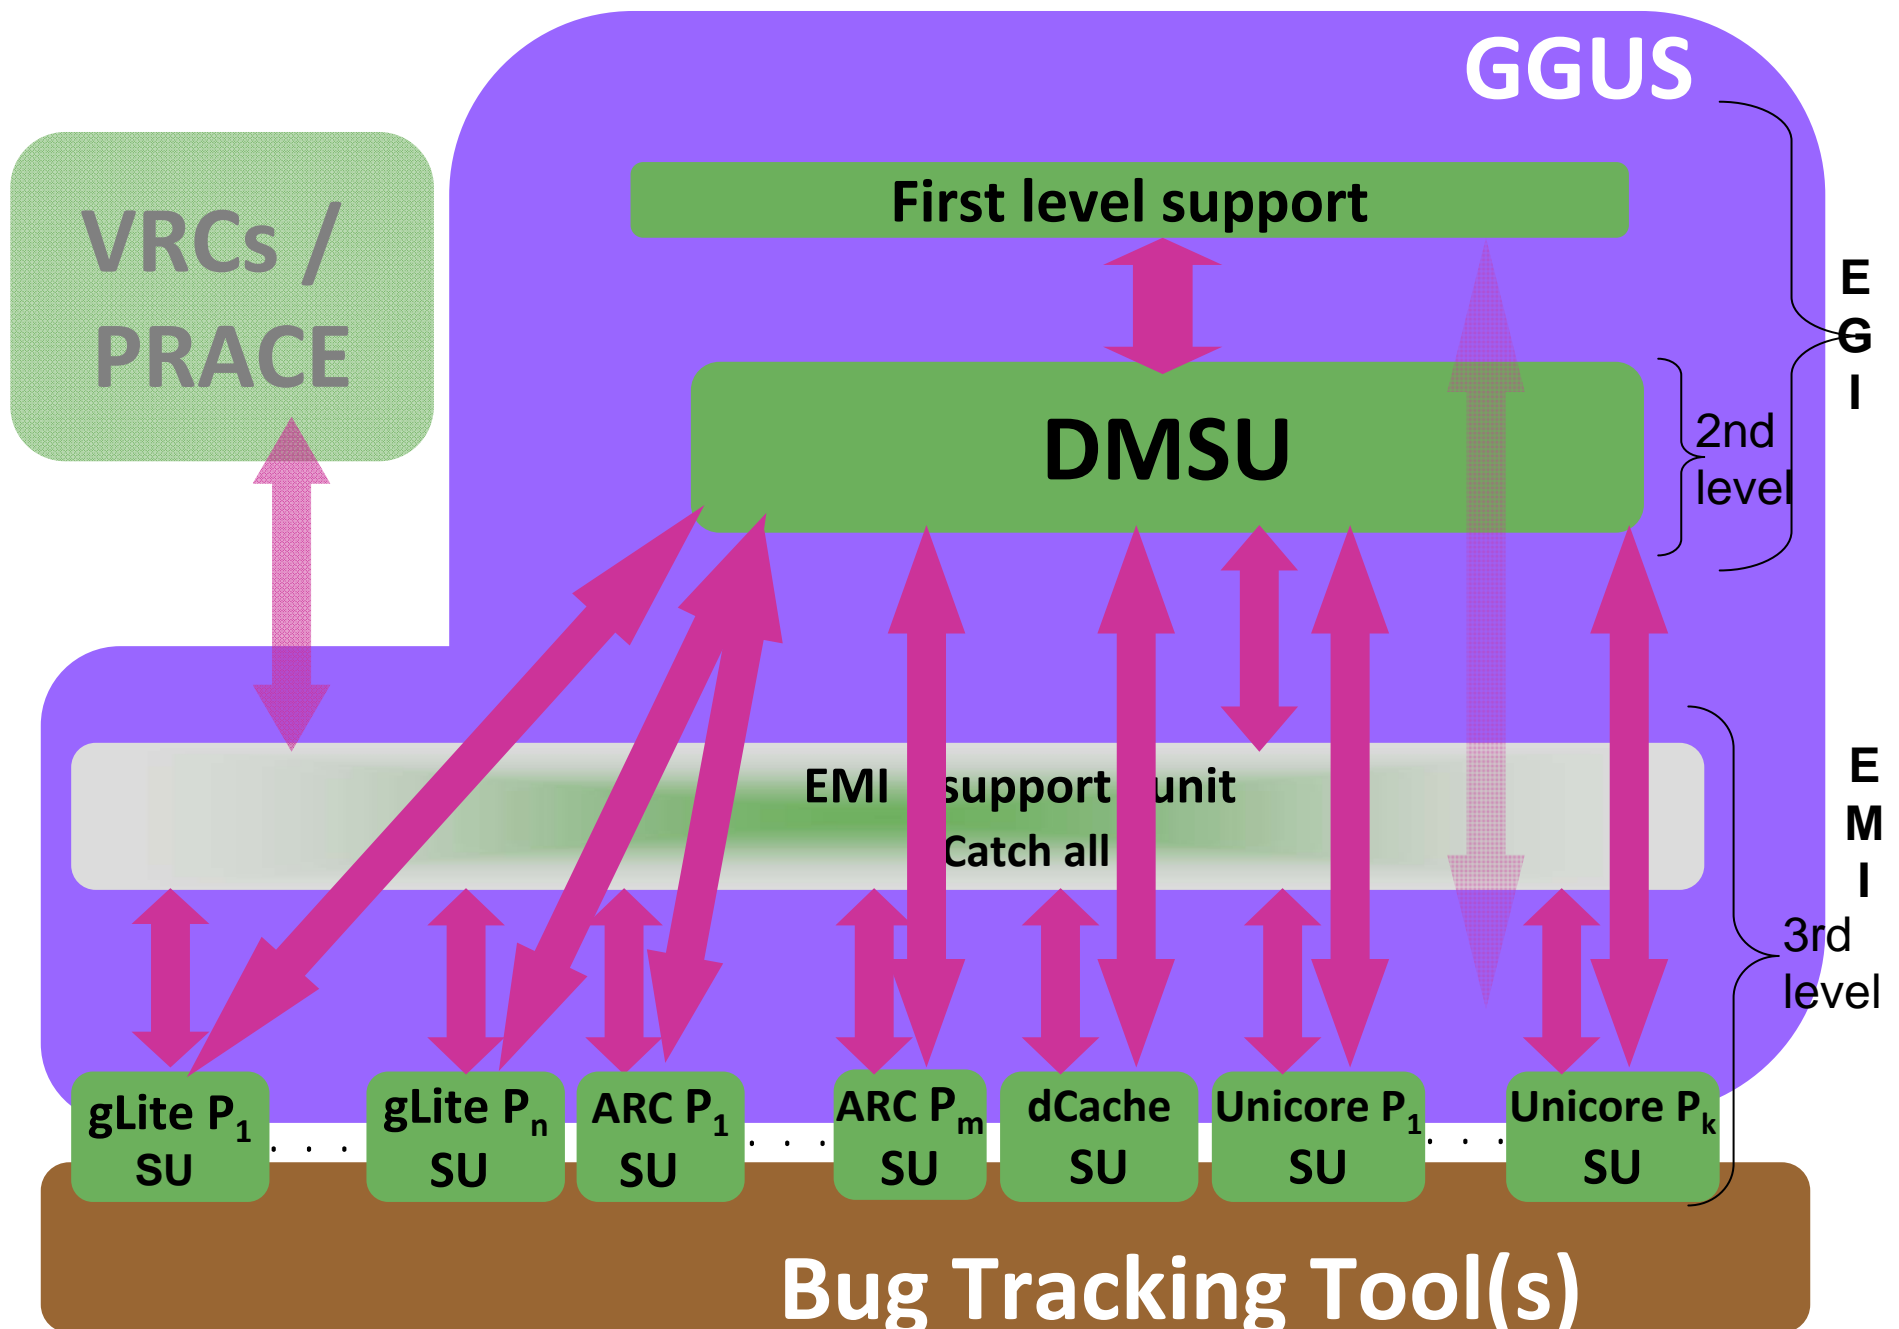 GGUS
First level support
VRCs /
PRACE
E
G
I
DMSU
2nd
level
EMI support unit
Catch all
E
M
I
3rd
level
gLite P1
SU
. . .
gLite Pn
SU
ARC P1
SU
. . .
ARC Pm
SU
dCache
SU
Unicore P1
SU
. . .
Unicore Pk
SU
Bug Tracking Tool(s)